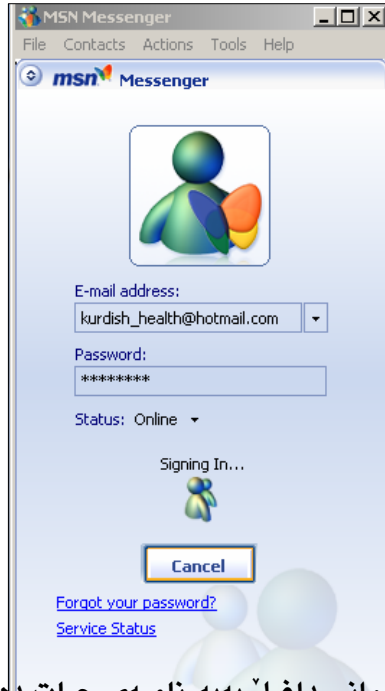 MSN Messenger
File Contacts Actions Tools Help
msn Messenger
E-mail address:
kurdish_health@hotmail.com
Password:
********
Status: Online
Signing In...
Cancel
Forgot your password?
Service Status